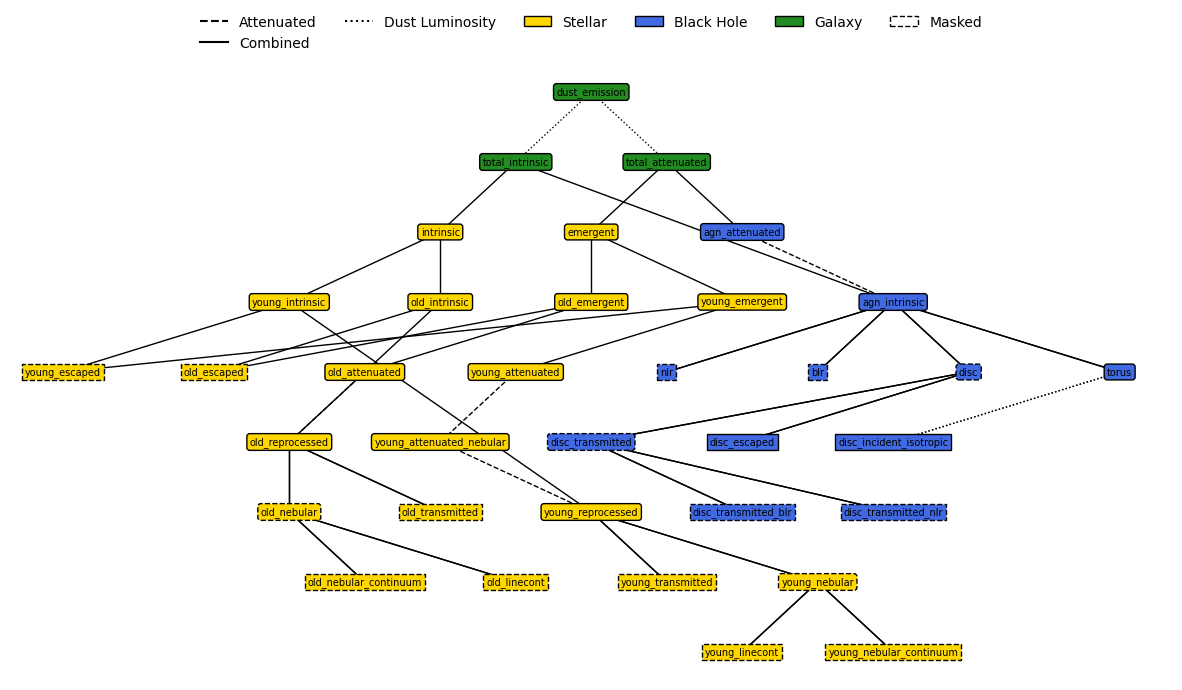 Attenuated
Dust Luminosity
Stellar
Black Hole
Galaxy
Masked
Combined
dust_emission
total_intrinsic
total_attenuated
intrinsic
emergent
agn_attenuated
young_intrinsic
old_intrinsic
old_emergent
young_emergent
agn_intrinsic
young_escaped
old_escaped
old_attenuated
young_attenuated
nlr
blr
disc
torus
old_reprocessed
young_attenuated_nebular
disc_transmitted
disc_escaped
disc_incident_isotropic
old_nebular
old_transmitted
young_reprocessed
disc_transmitted_blr
disc_transmitted_nlr
old_nebular_continuum
old_linecont
young_transmitted
young_nebular
young_linecont
young_nebular_continuum